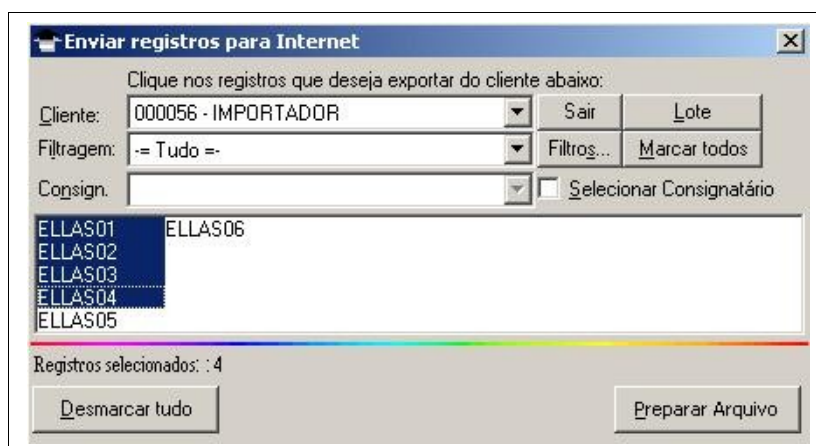 Enviar registros para Internet
Clique nos registros que deseja exportar do cliente abaixo:
Cliente: 000056 - IMPORTADOR Sair Lote
Filtragem: -= Tudo =- Filtros... Marcar todos
Consign. Selecionar Consignatário
ELLAS01 ELLAS06
ELLAS02
ELLAS03
ELLAS04
ELLAS05
Registros selecionados: : 4
Desmarcar tudo Preparar Arquivo